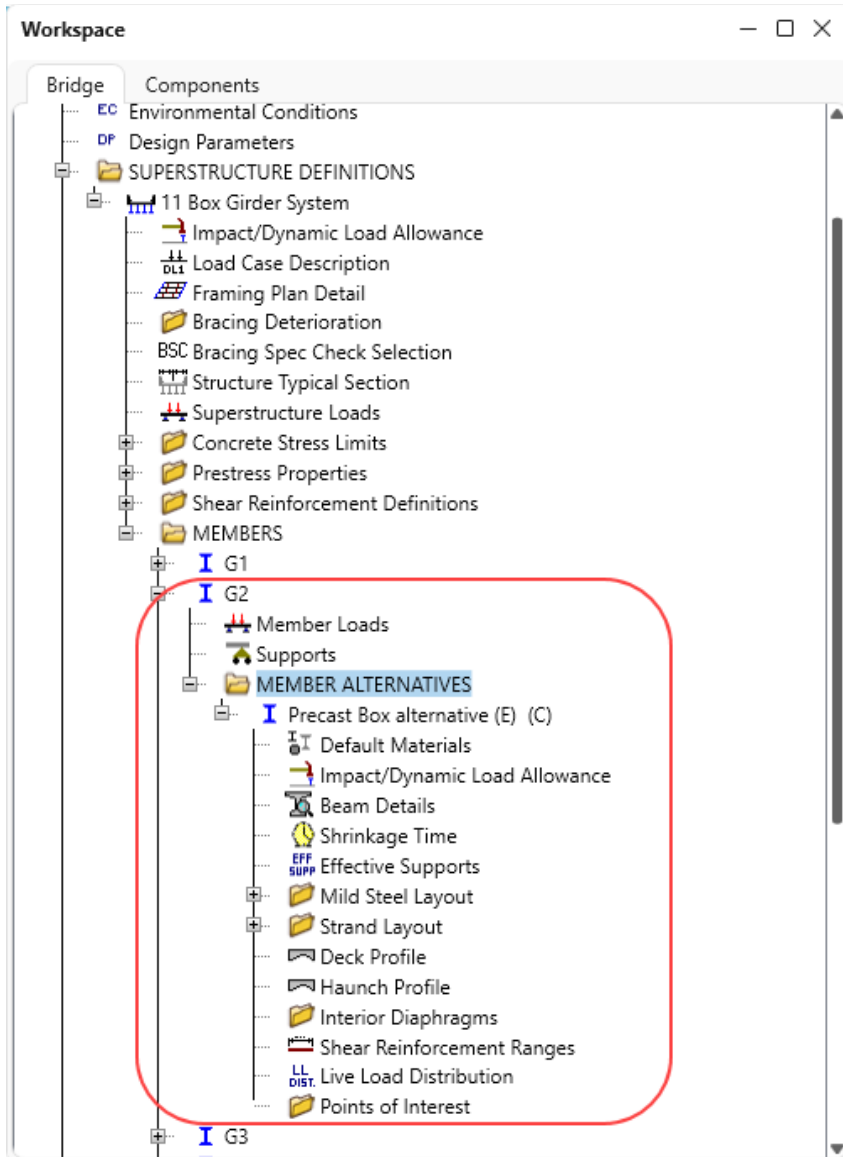 Workspace
Bridge Components
EC Environmental Conditions
DP Design Parameters
SUPERSTRUCTURE DEFINITIONS
11 Box Girder System
Impact/Dynamic Load Allowance
DL1 Load Case Description
Framing Plan Detail
Bracing Deterioration
BSC Bracing Spec Check Selection
Structure Typical Section
Superstructure Loads
Concrete Stress Limits
Prestress Properties
Shear Reinforcement Definitions
MEMBERS
G1
G2
Member Loads
Supports
MEMBER ALTERNATIVES
Precast Box alternative (E) (C)
Default Materials
Impact/Dynamic Load Allowance
Beam Details
Shrinkage Time
EFF SUPP Effective Supports
Mild Steel Layout
Strand Layout
Deck Profile
Haunch Profile
Interior Diaphragms
Shear Reinforcement Ranges
LL DIST. Live Load Distribution
Points of Interest
G3